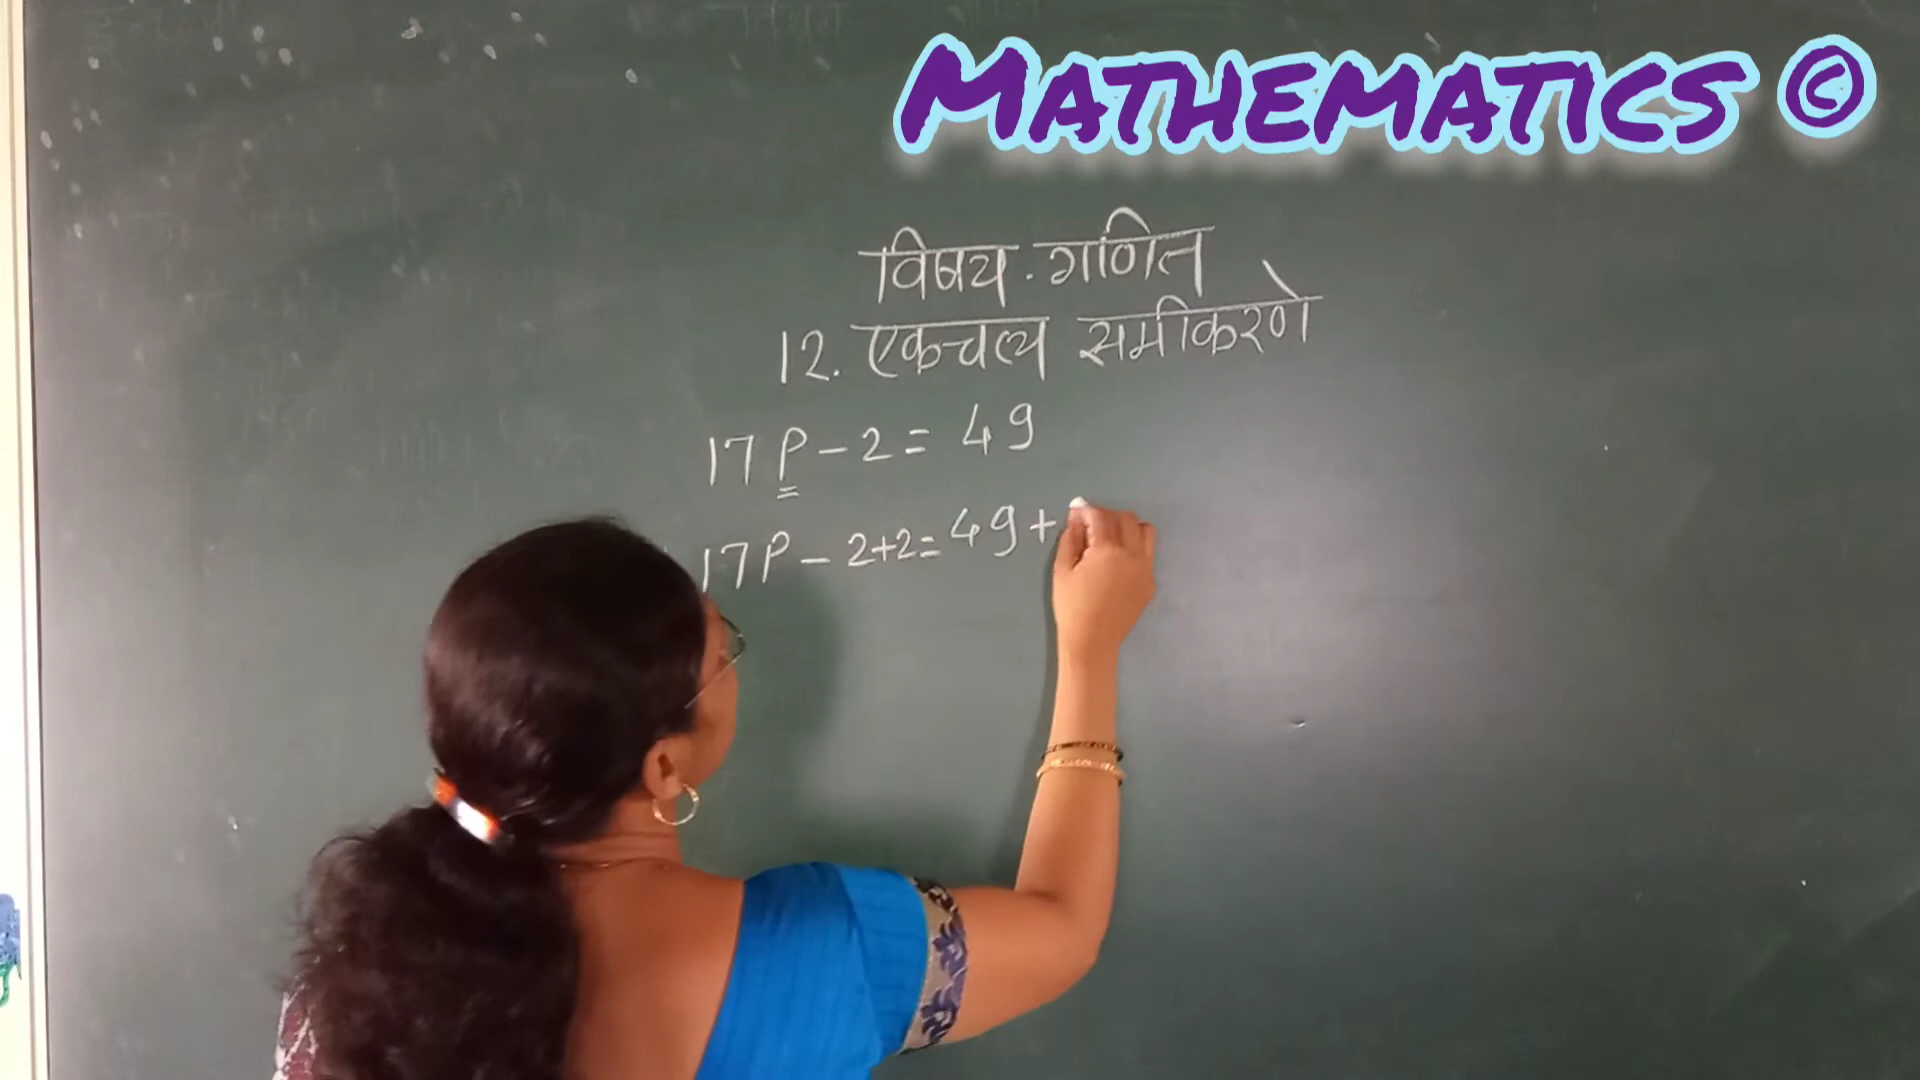 MATHEMATICS ©
विषय · गणित
12. एकचल समीकरणे
17P - 2 = 49
17P - 2+2 = 49 +